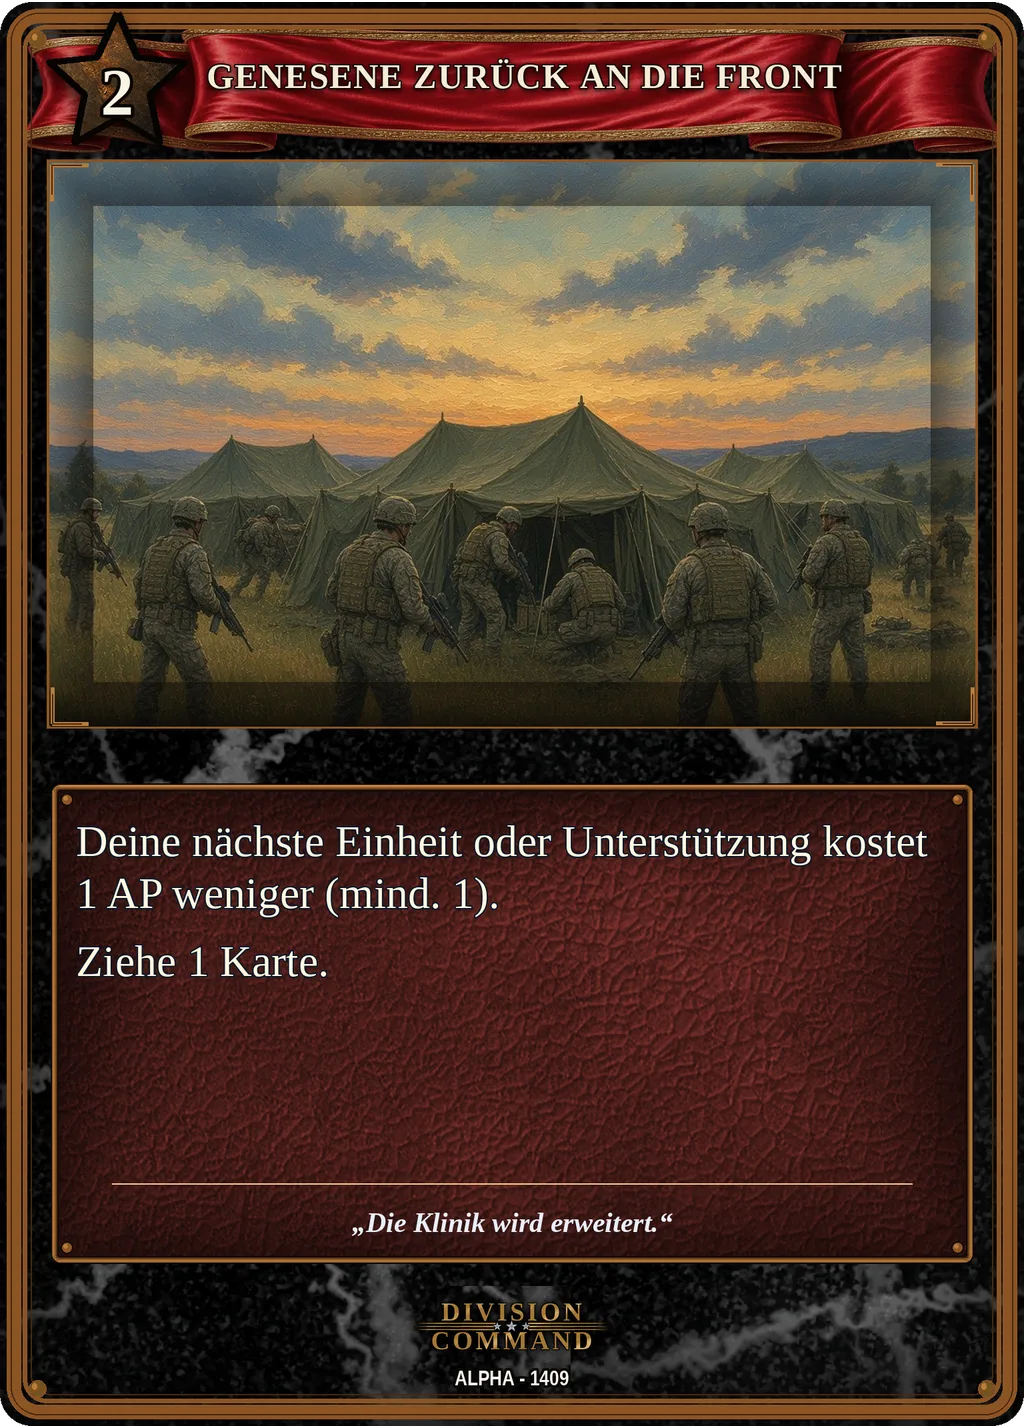 2
GENESENE ZURÜCK AN DIE FRONT
Deine nächste Einheit oder Unterstützung kostet
1 AP weniger (mind. 1).
Ziehe 1 Karte.
„Die Klinik wird erweitert.“
DIVISION
COMMAND
ALPHA - 1409